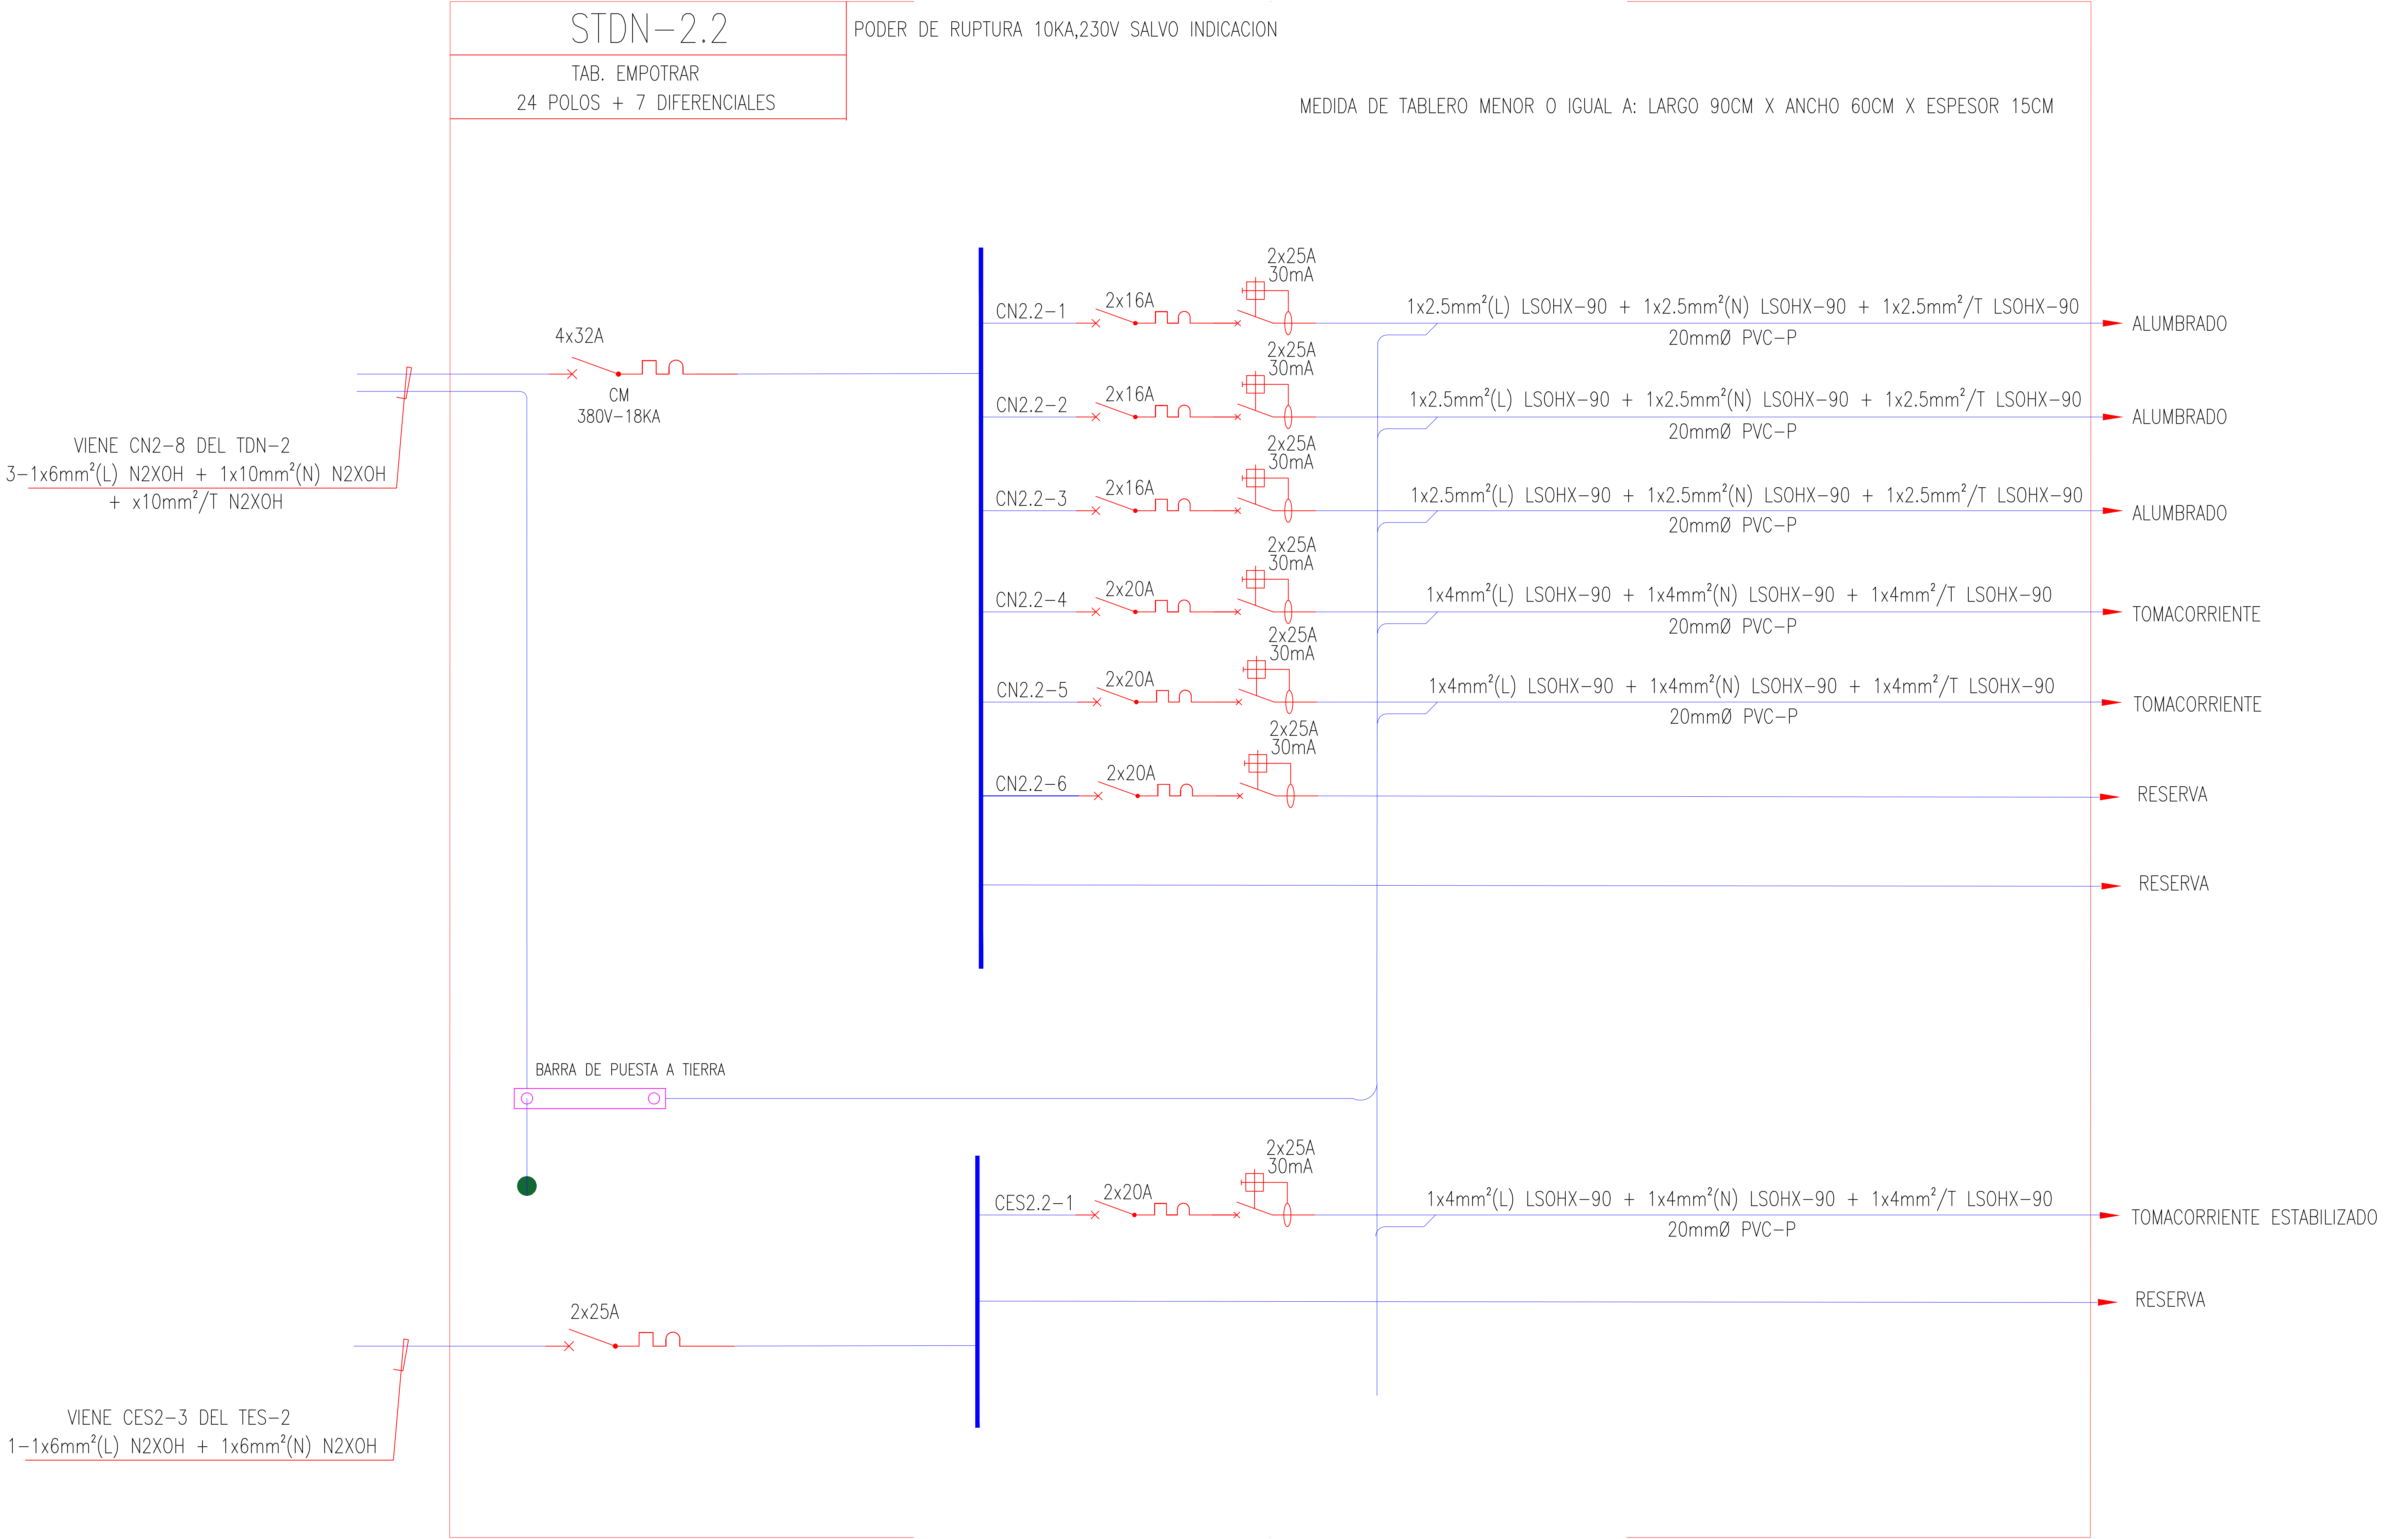 STDN-2.2
PODER DE RUPTURA 10KA,230V SALVO INDICACION
TAB. EMPOTRAR
24 POLOS + 7 DIFERENCIALES
MEDIDA DE TABLERO MENOR O IGUAL A: LARGO 90CM X ANCHO 60CM X ESPESOR 15CM
4x32A
CM
380V-18KA
VIENE CN2-8 DEL TDN-2
3-1x6mm²(L) N2XOH + 1x10mm²(N) N2XOH
+ x10mm²/T N2XOH
CN2.2-1
2x16A
2x25A
30mA
1x2.5mm²(L) LSOHX-90 + 1x2.5mm²(N) LSOHX-90 + 1x2.5mm²/T LSOHX-90
20mmØ PVC-P
ALUMBRADO
CN2.2-2
2x16A
2x25A
30mA
1x2.5mm²(L) LSOHX-90 + 1x2.5mm²(N) LSOHX-90 + 1x2.5mm²/T LSOHX-90
20mmØ PVC-P
ALUMBRADO
CN2.2-3
2x16A
2x25A
30mA
1x2.5mm²(L) LSOHX-90 + 1x2.5mm²(N) LSOHX-90 + 1x2.5mm²/T LSOHX-90
20mmØ PVC-P
ALUMBRADO
CN2.2-4
2x20A
2x25A
30mA
1x4mm²(L) LSOHX-90 + 1x4mm²(N) LSOHX-90 + 1x4mm²/T LSOHX-90
20mmØ PVC-P
TOMACORRIENTE
CN2.2-5
2x20A
2x25A
30mA
1x4mm²(L) LSOHX-90 + 1x4mm²(N) LSOHX-90 + 1x4mm²/T LSOHX-90
20mmØ PVC-P
TOMACORRIENTE
CN2.2-6
2x20A
2x25A
30mA
RESERVA
RESERVA
BARRA DE PUESTA A TIERRA
CES2.2-1
2x20A
2x25A
30mA
1x4mm²(L) LSOHX-90 + 1x4mm²(N) LSOHX-90 + 1x4mm²/T LSOHX-90
20mmØ PVC-P
TOMACORRIENTE ESTABILIZADO
RESERVA
2x25A
VIENE CES2-3 DEL TES-2
1-1x6mm²(L) N2XOH + 1x6mm²(N) N2XOH